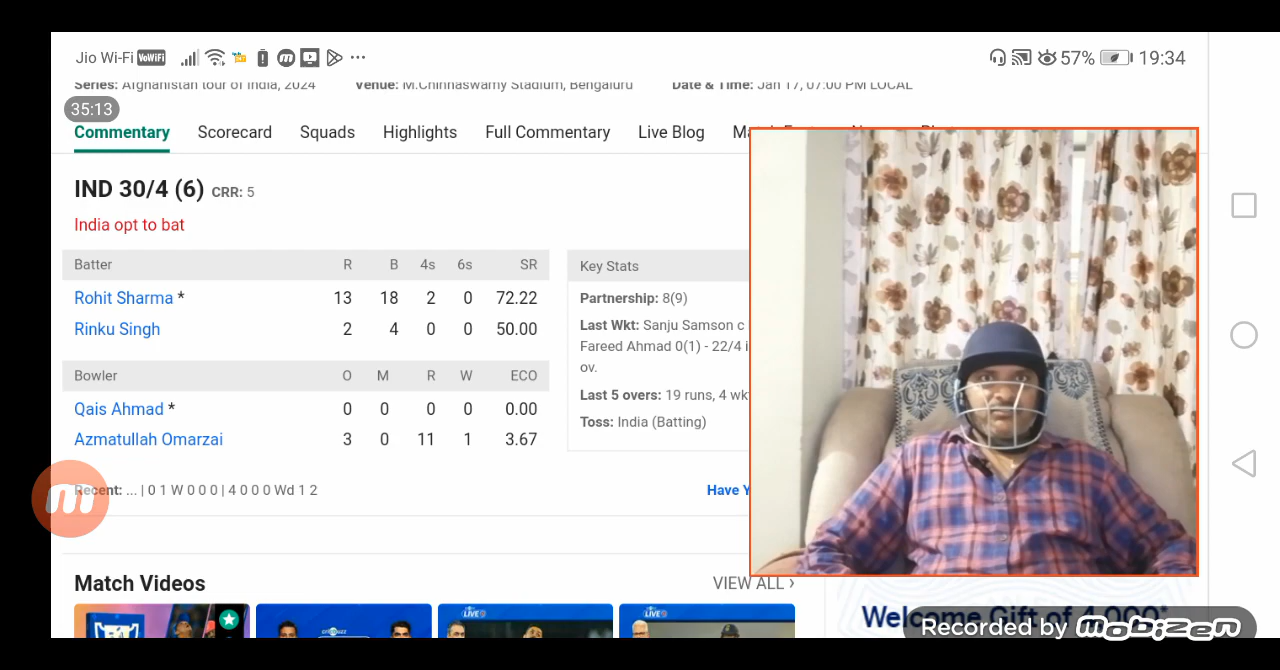 Jio Wi-Fi VoWiFi 57% 19:34
Series: Afghanistan tour of India, 2024 Venue: M.Chinnaswamy Stadium, Bengaluru Date & Time: Jan 17, 07:00 PM LOCAL
35:13
Commentary Scorecard Squads Highlights Full Commentary Live Blog
IND 30/4 (6) CRR: 5
India opt to bat
Batter R B 4s 6s SR
Rohit Sharma * 13 18 2 0 72.22
Rinku Singh 2 4 0 0 50.00
Bowler O M R W ECO
Qais Ahmad * 0 0 0 0 0.00
Azmatullah Omarzai 3 0 11 1 3.67
Key Stats
Partnership: 8(9)
Last Wkt: Sanju Samson c
Fareed Ahmad 0(1) - 22/4 i
ov.
Last 5 overs: 19 runs, 4 wk
Toss: India (Batting)
Recent: ... | 0 1 W 0 0 0 | 4 0 0 0 Wd 1 2
Have Y
Match Videos VIEW ALL ›
LIVE LIVE
Welcome Gift of 4,000*
Recorded by mobizen